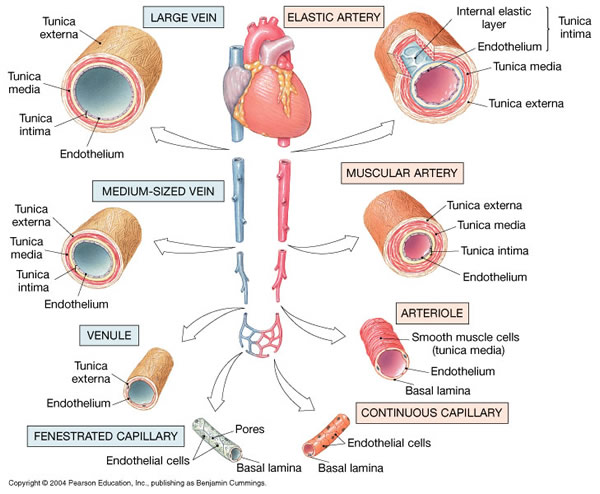 LARGE VEIN
Tunica
externa
Tunica
media
Tunica
intima
Endothelium
ELASTIC ARTERY
Internal elastic
layer
Endothelium
Tunica
intima
Tunica media
Tunica externa
MEDIUM-SIZED VEIN
Tunica
externa
Tunica
media
Tunica
intima
Endothelium
MUSCULAR ARTERY
Tunica externa
Tunica media
Tunica intima
Endothelium
VENULE
Tunica
externa
Endothelium
ARTERIOLE
Smooth muscle cells
(tunica media)
Endothelium
Basal lamina
FENESTRATED CAPILLARY
Pores
Endothelial cells
Basal lamina
CONTINUOUS CAPILLARY
Endothelial cells
Basal lamina
Copyright © 2004 Pearson Education, Inc., publishing as Benjamin Cummings.